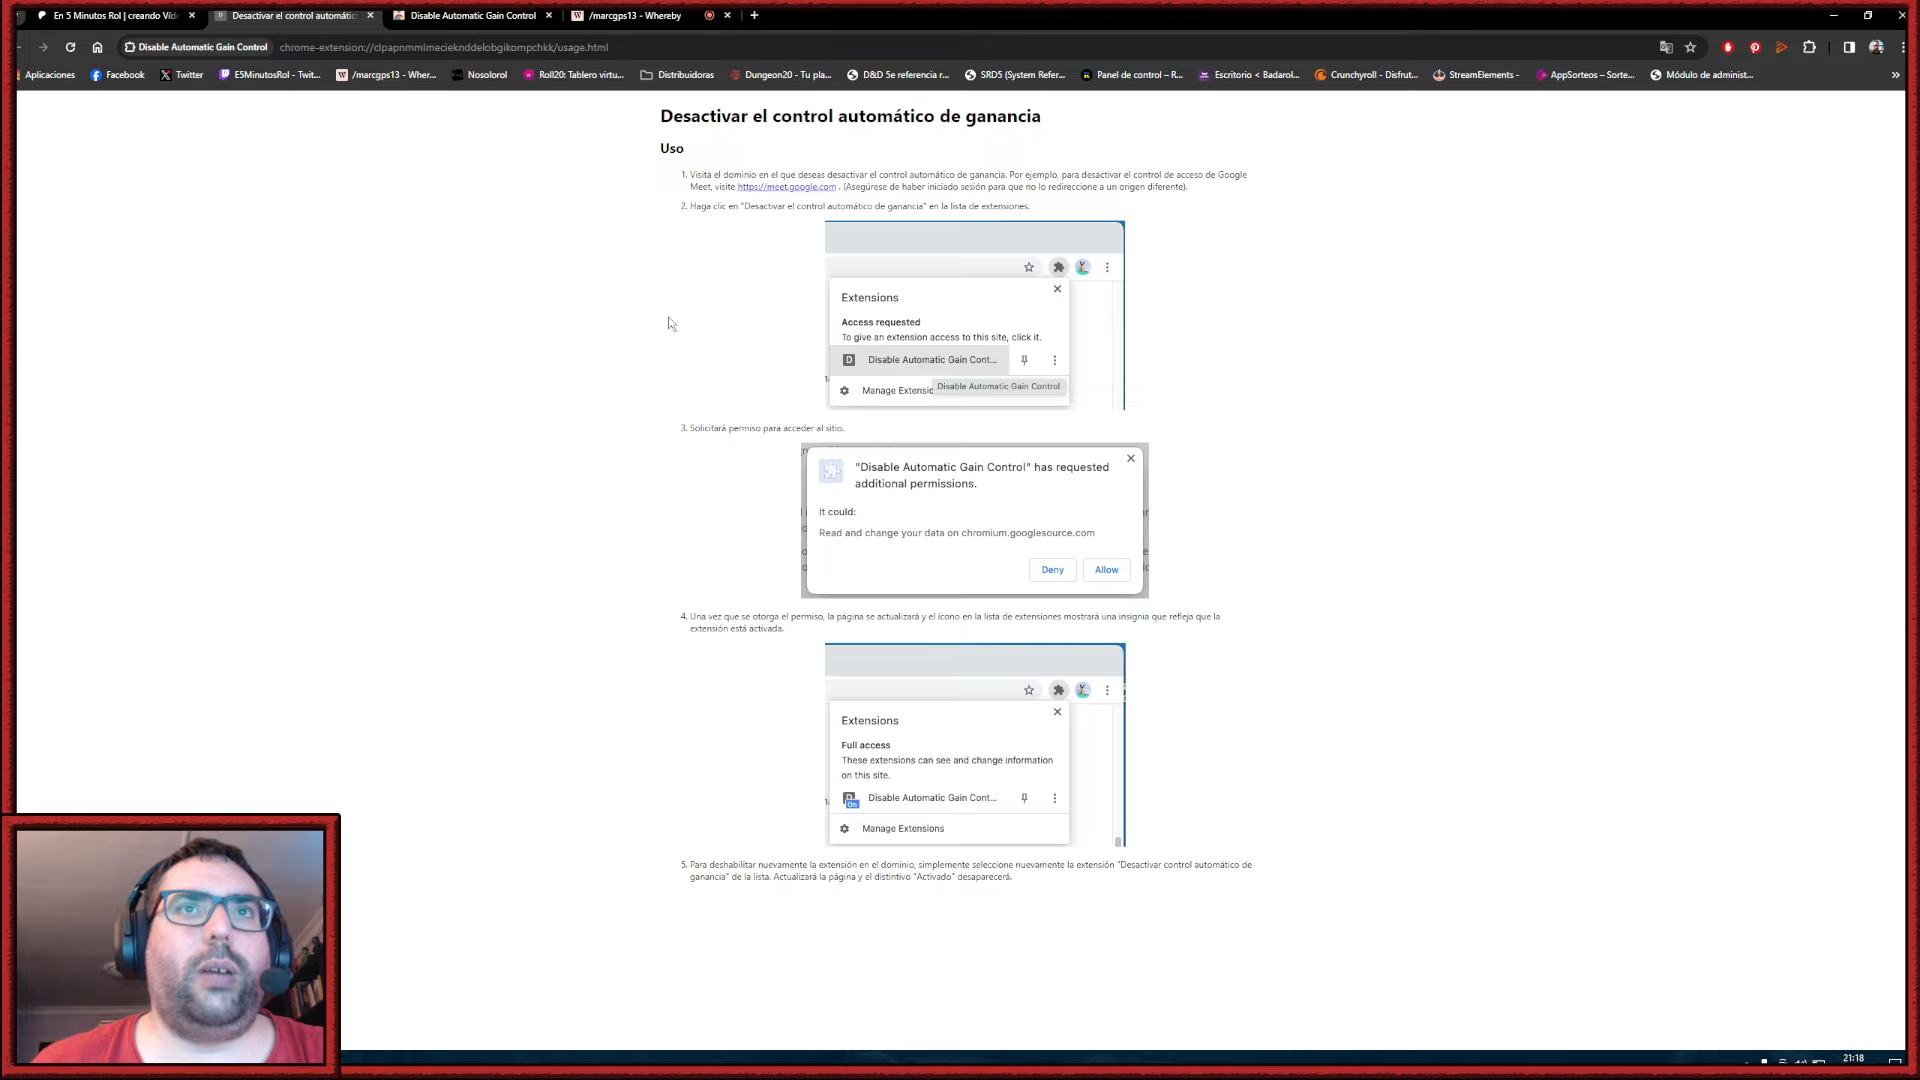 En 5 Minutos Rol | creando Víd
Desactivar el control automátic
Disable Automatic Gain Control
/marcgps13 - Whereby
Disable Automatic Gain Control
chrome-extension://clpapnmmlmecieknddelobgikompchkk/usage.html
Aplicaciones
Facebook
Twitter
E5MinutosRol - Twit...
/marcgps13 - Wher...
Nosolorol
Roll20: Tablero virtu...
Distribuidoras
Dungeon20 - Tu pla...
D&D 5e referencia r...
SRD5 (System Refer...
Panel de control – R...
Escritorio < Badarol...
Crunchyroll - Disfrut...
StreamElements -
AppSorteos – Sorte...
Módulo de administ...
»
Desactivar el control automático de ganancia
Uso
1. Visita el dominio en el que deseas desactivar el control automático de ganancia. Por ejemplo, para desactivar el control de acceso de Google
Meet, visite https://meet.google.com . (Asegúrese de haber iniciado sesión para que no lo redireccione a un origen diferente).
2. Haga clic en "Desactivar el control automático de ganancia" en la lista de extensiones.
Extensions
Access requested
To give an extension access to this site, click it.
D Disable Automatic Gain Cont...
Manage Extensio
Disable Automatic Gain Control
3. Solicitará permiso para acceder al sitio.
"Disable Automatic Gain Control" has requested
additional permissions.
It could:
Read and change your data on chromium.googlesource.com
Deny
Allow
4. Una vez que se otorga el permiso, la página se actualizará y el ícono en la lista de extensiones mostrará una insignia que refleja que la
extensión está activada.
Extensions
Full access
These extensions can see and change information
on this site.
On Disable Automatic Gain Cont...
Manage Extensions
5. Para deshabilitar nuevamente la extensión en el dominio, simplemente seleccione nuevamente la extensión "Desactivar control automático de
ganancia" de la lista. Actualizará la página y el distintivo "Activado" desaparecerá.
21:18